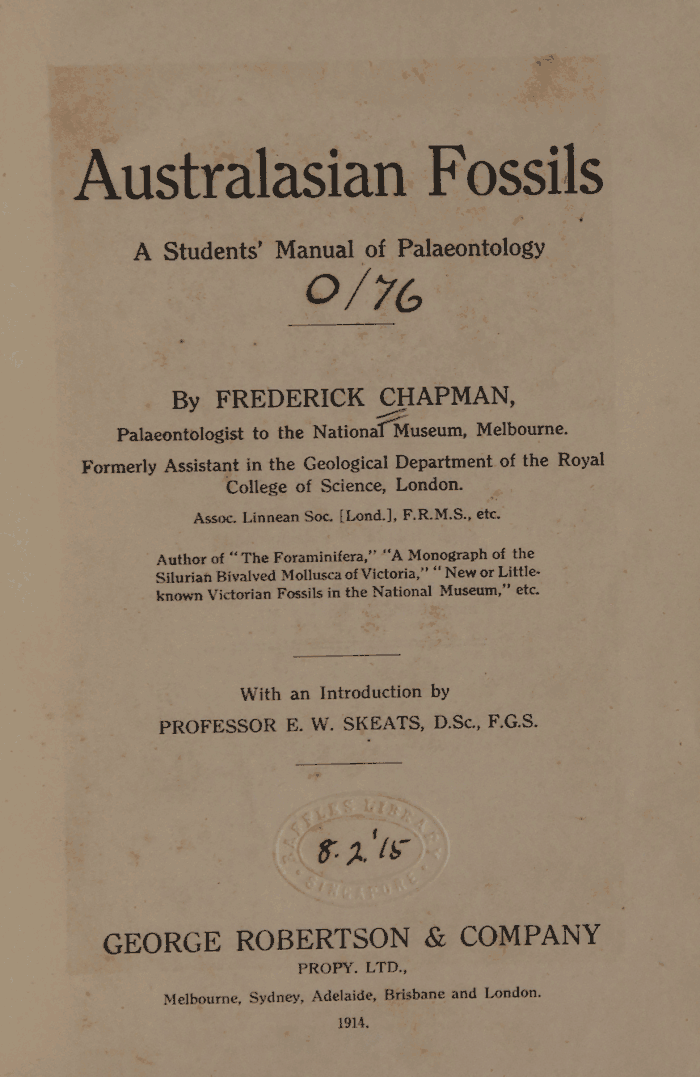 Australasian Fossils
A Students' Manual of Palaeontology
0/76
By FREDERICK CHAPMAN,
Palaeontologist to the National Museum, Melbourne.
Formerly Assistant in the Geological Department of the Royal
College of Science, London.
Assoc. Linnean Soc. [Lond.], F.R.M.S., etc.
Author of "The Foraminifera," "A Monograph of the
Silurian Bivalved Mollusca of Victoria," "New or Little-
known Victorian Fossils in the National Museum," etc.
With an Introduction by
PROFESSOR E. W. SKEATS, D.Sc., F.G.S.
RAFFLES LIBRARY
8.2.'15
SINGAPORE
GEORGE ROBERTSON & COMPANY
PROPY. LTD.,
Melbourne, Sydney, Adelaide, Brisbane and London.
1914.